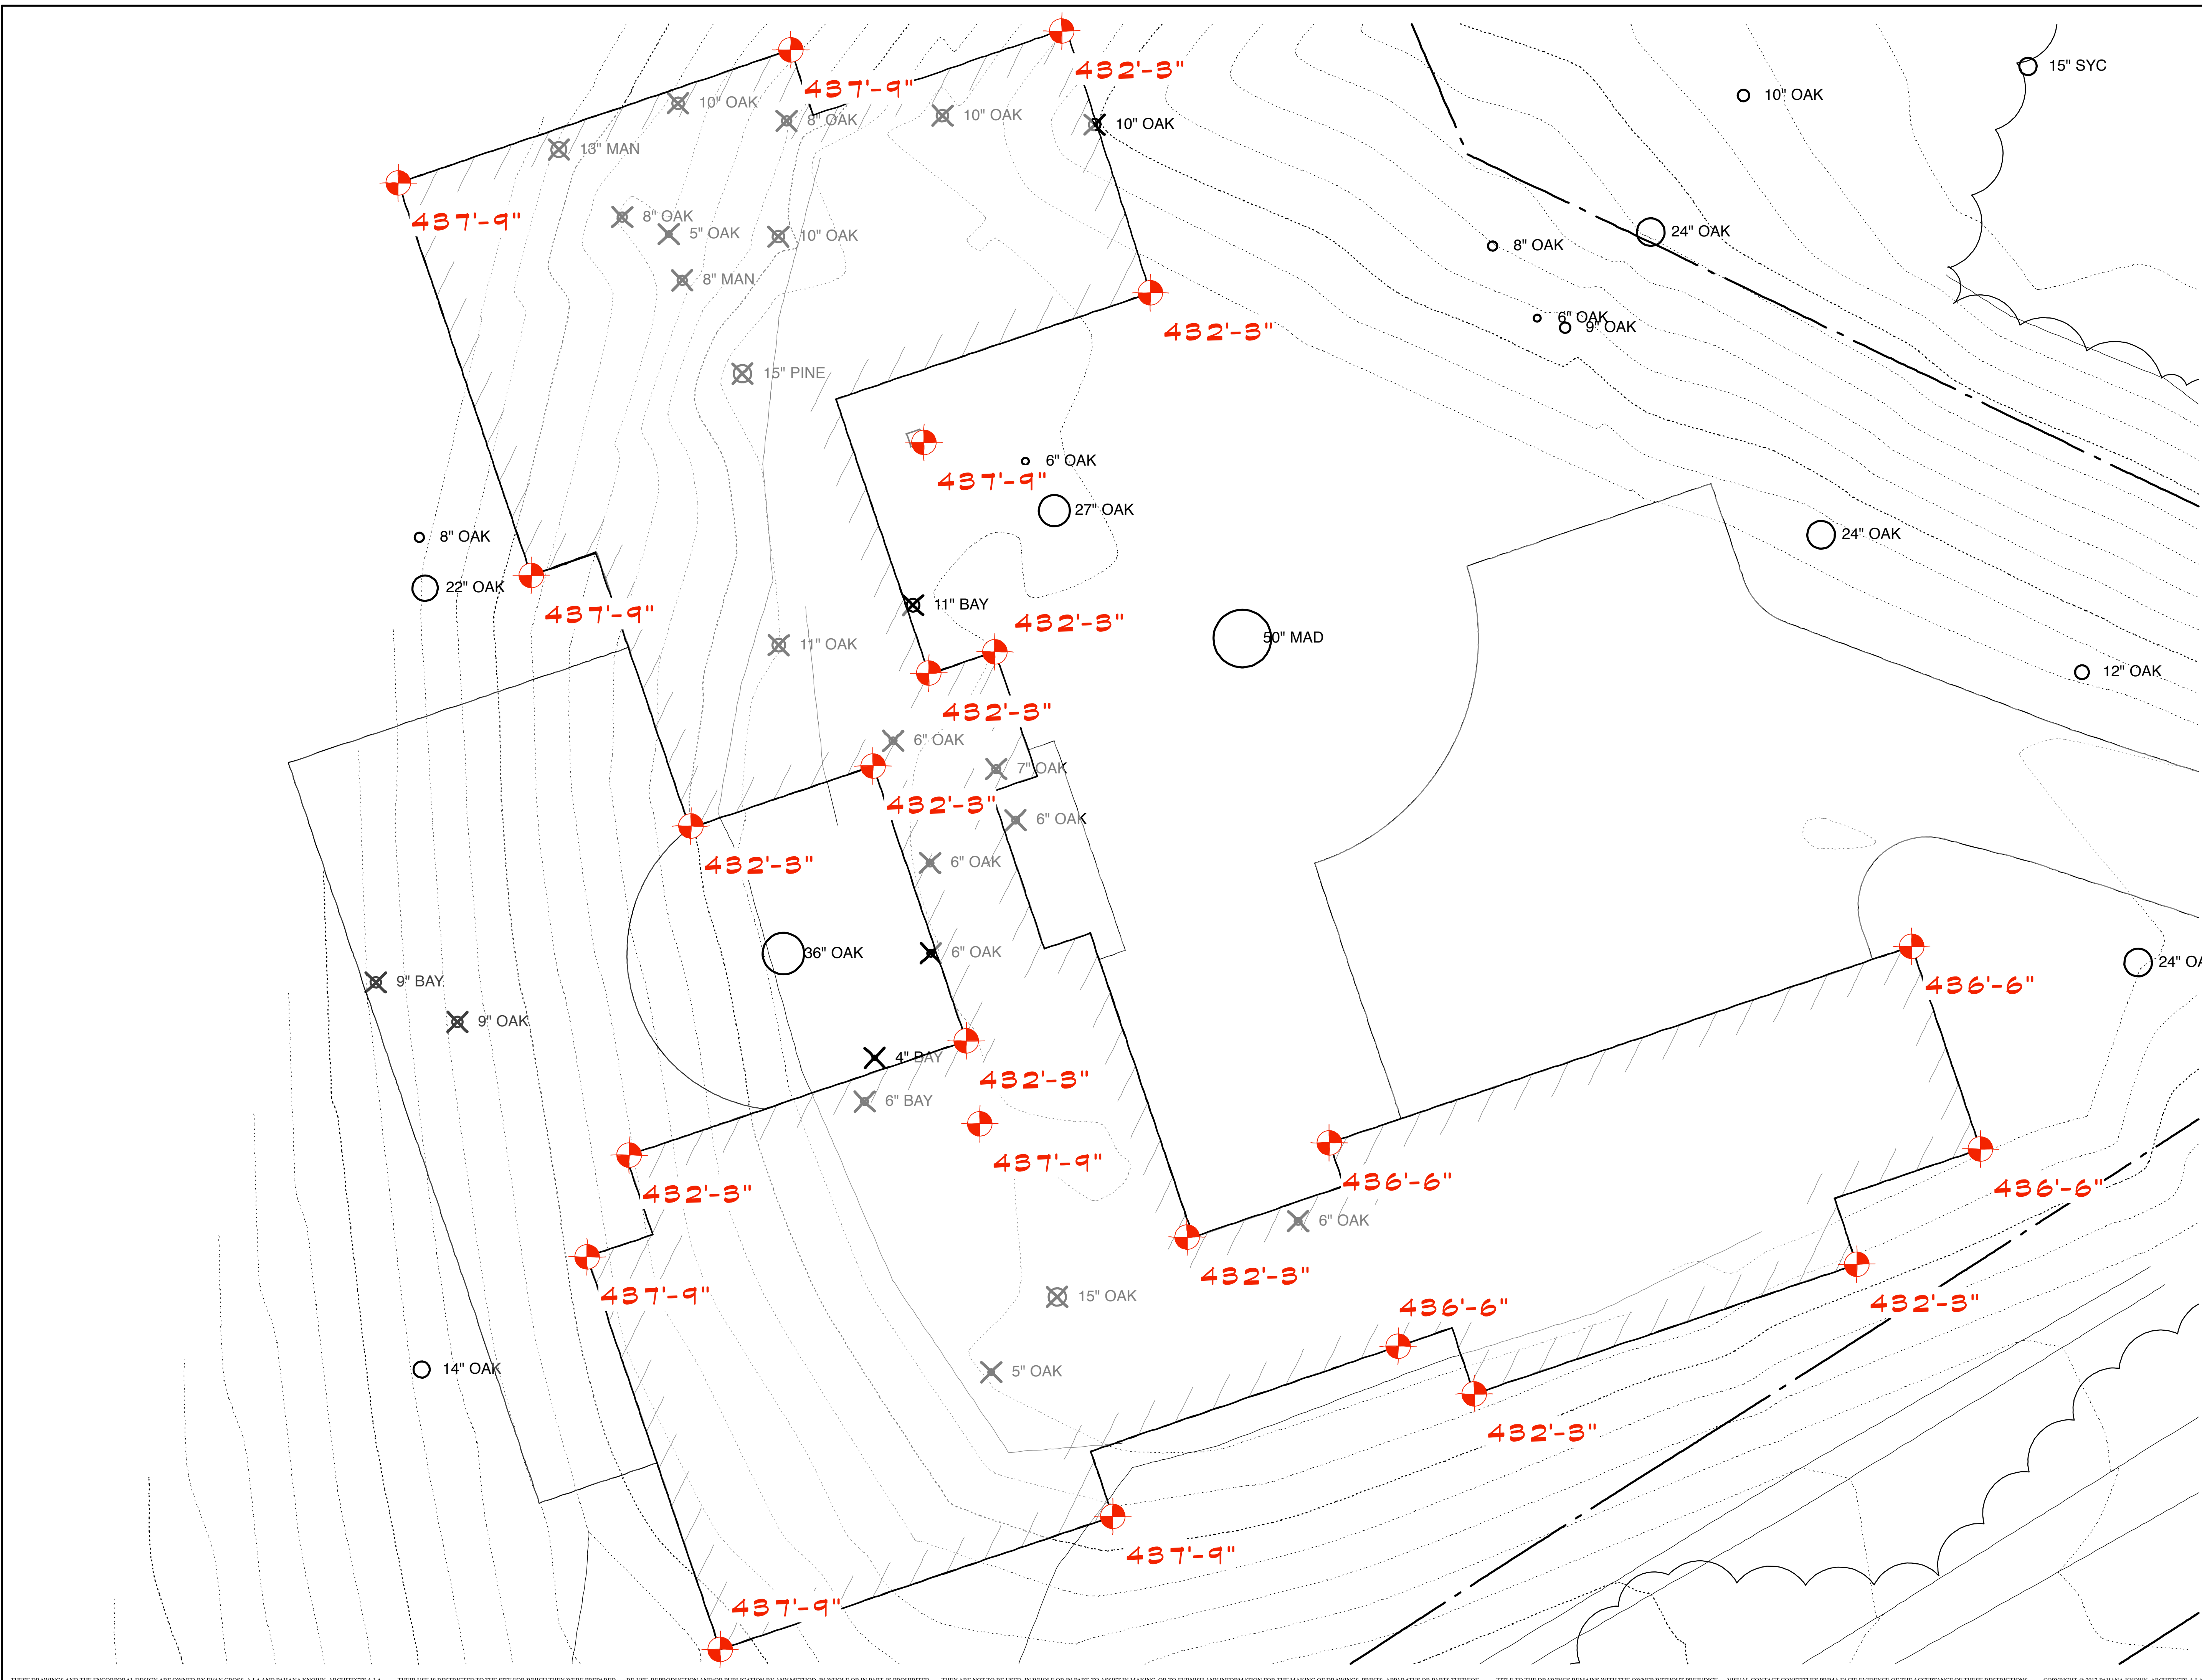 15" SYC
432'-3"
437'-9"
10" OAK
10" OAK
8" OAK
10" OAK
10" OAK
13" MAN
437'-9"
8" OAK
5" OAK
10" OAK
24" OAK
8" OAK
8" MAN
432'-3"
6" OAK
9" OAK
15" PINE
6" OAK
437'-9"
27" OAK
8" OAK
24" OAK
22" OAK
437'-9"
11" BAY
432'-3"
50" MAD
11" OAK
12" OAK
432'-3"
6" OAK
7" OAK
432'-3"
6" OAK
432'-3"
6" OAK
36" OAK
6" OAK
24" OA
9" BAY
436'-6"
9" OAK
4" BAY
432'-3"
6" BAY
437'-9"
436'-6"
436'-6"
432'-3"
6" OAK
432'-3"
437'-9"
15" OAK
436'-6"
432'-3"
14" OAK
5" OAK
432'-3"
437'-9"
437'-9"